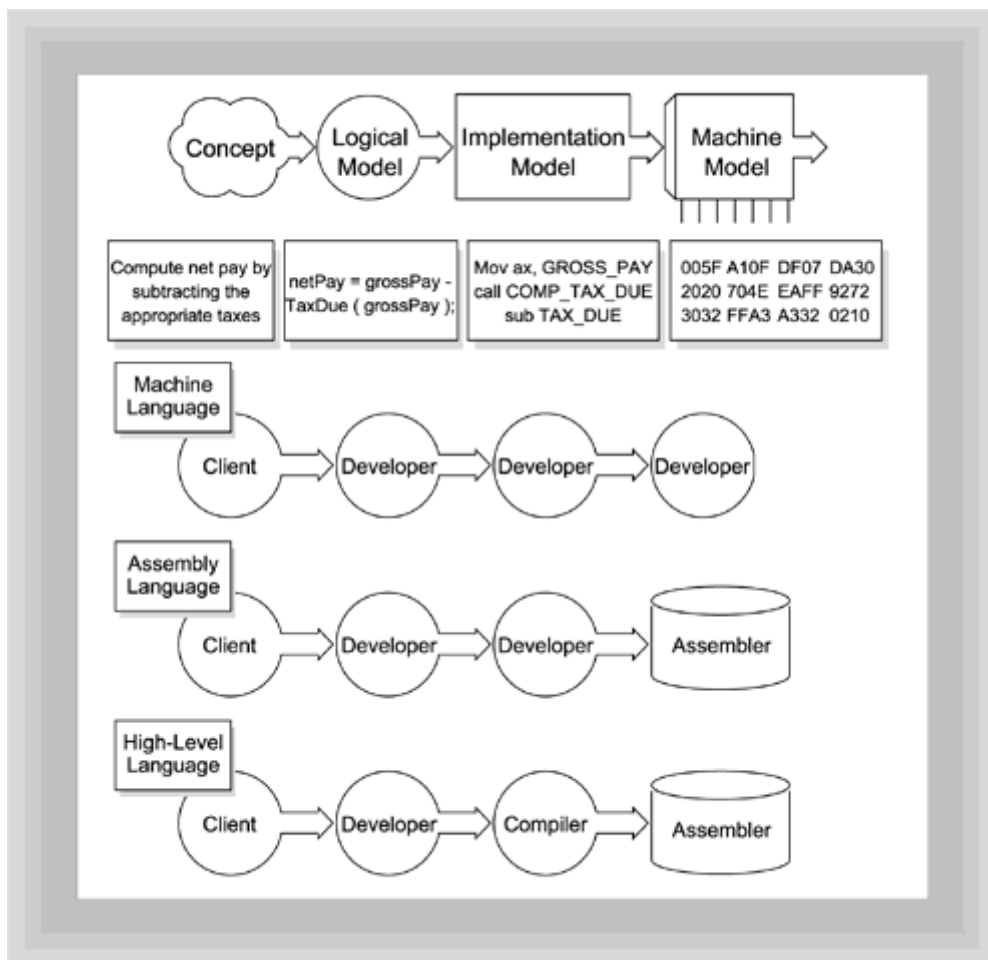 Concept
Logical
Model
Implementation
Model
Machine
Model
Compute net pay by
subtracting the
appropriate taxes
netPay = grossPay -
TaxDue ( grossPay );
Mov ax, GROSS_PAY
call COMP_TAX_DUE
sub TAX_DUE
005F A10F DF07 DA30
2020 704E EAFF 9272
3032 FFA3 A332 0210
Machine
Language
Client
Developer
Developer
Developer
Assembly
Language
Client
Developer
Developer
Assembler
High-Level
Language
Client
Developer
Compiler
Assembler